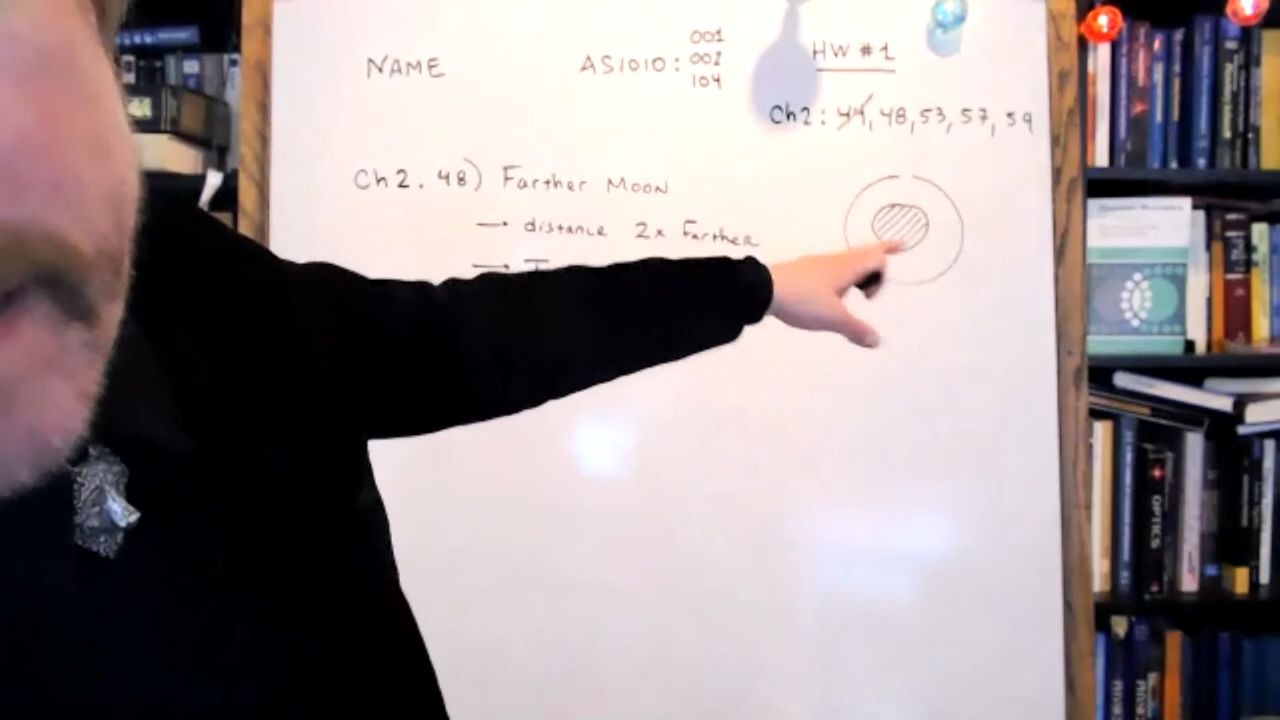 NAME
AS1010:
001
002
104
HW #1
Ch2: 44, 48, 53, 57, 59
Ch2. 48) Farther Moon
→ distance 2x Farther
→
OPTICS